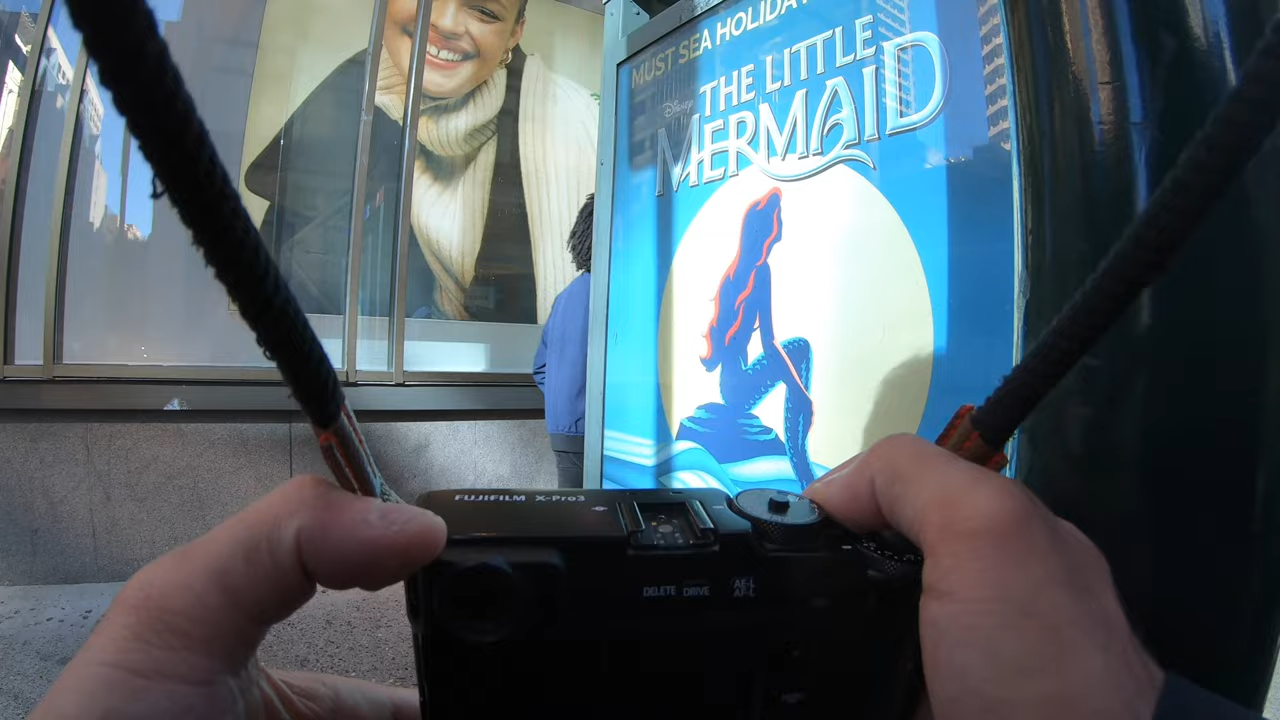 MUST SEA HOLIDAY
Disney
THE LITTLE
MERMAID
FUJIFILM X-Pro3
DELETE DRIVE AE-L
AF-L